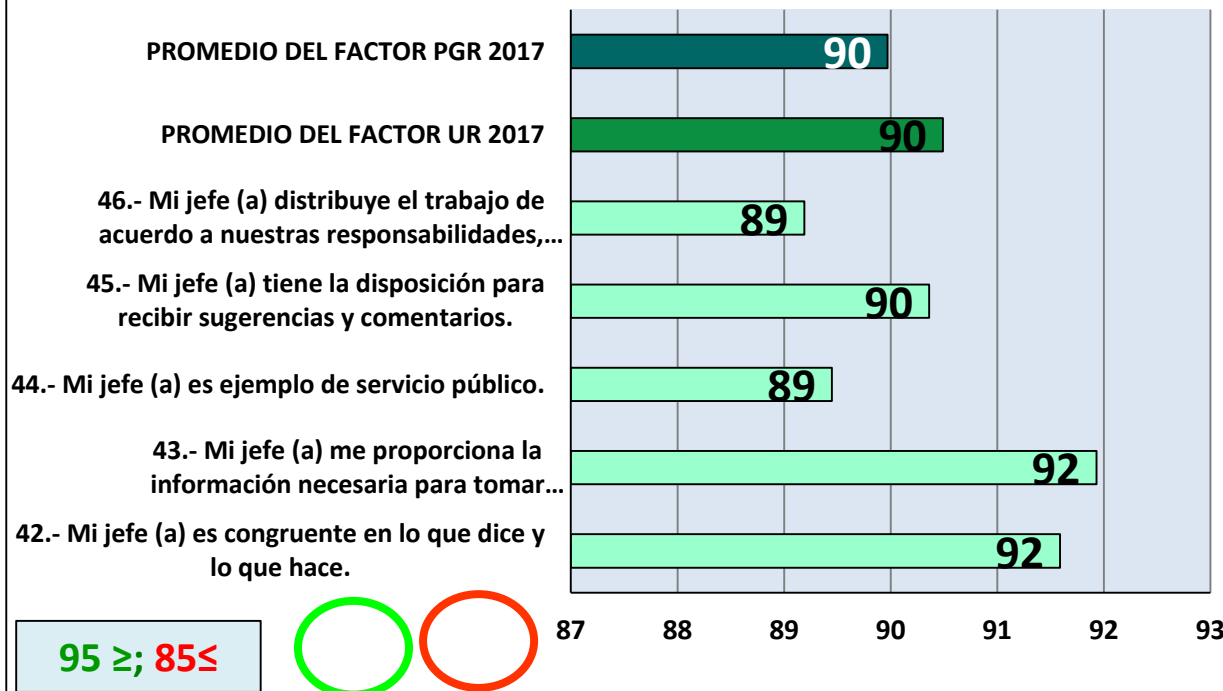 PROMEDIO DEL FACTOR PGR 2017
90
PROMEDIO DEL FACTOR UR 2017
90
46.- Mi jefe (a) distribuye el trabajo de
acuerdo a nuestras responsabilidades,...
89
45.- Mi jefe (a) tiene la disposición para
recibir sugerencias y comentarios.
90
44.- Mi jefe (a) es ejemplo de servicio público.
89
43.- Mi jefe (a) me proporciona la
información necesaria para tomar...
92
42.- Mi jefe (a) es congruente en lo que dice y
lo que hace.
92
87 88 89 90 91 92 93
95 ≥; 85≤